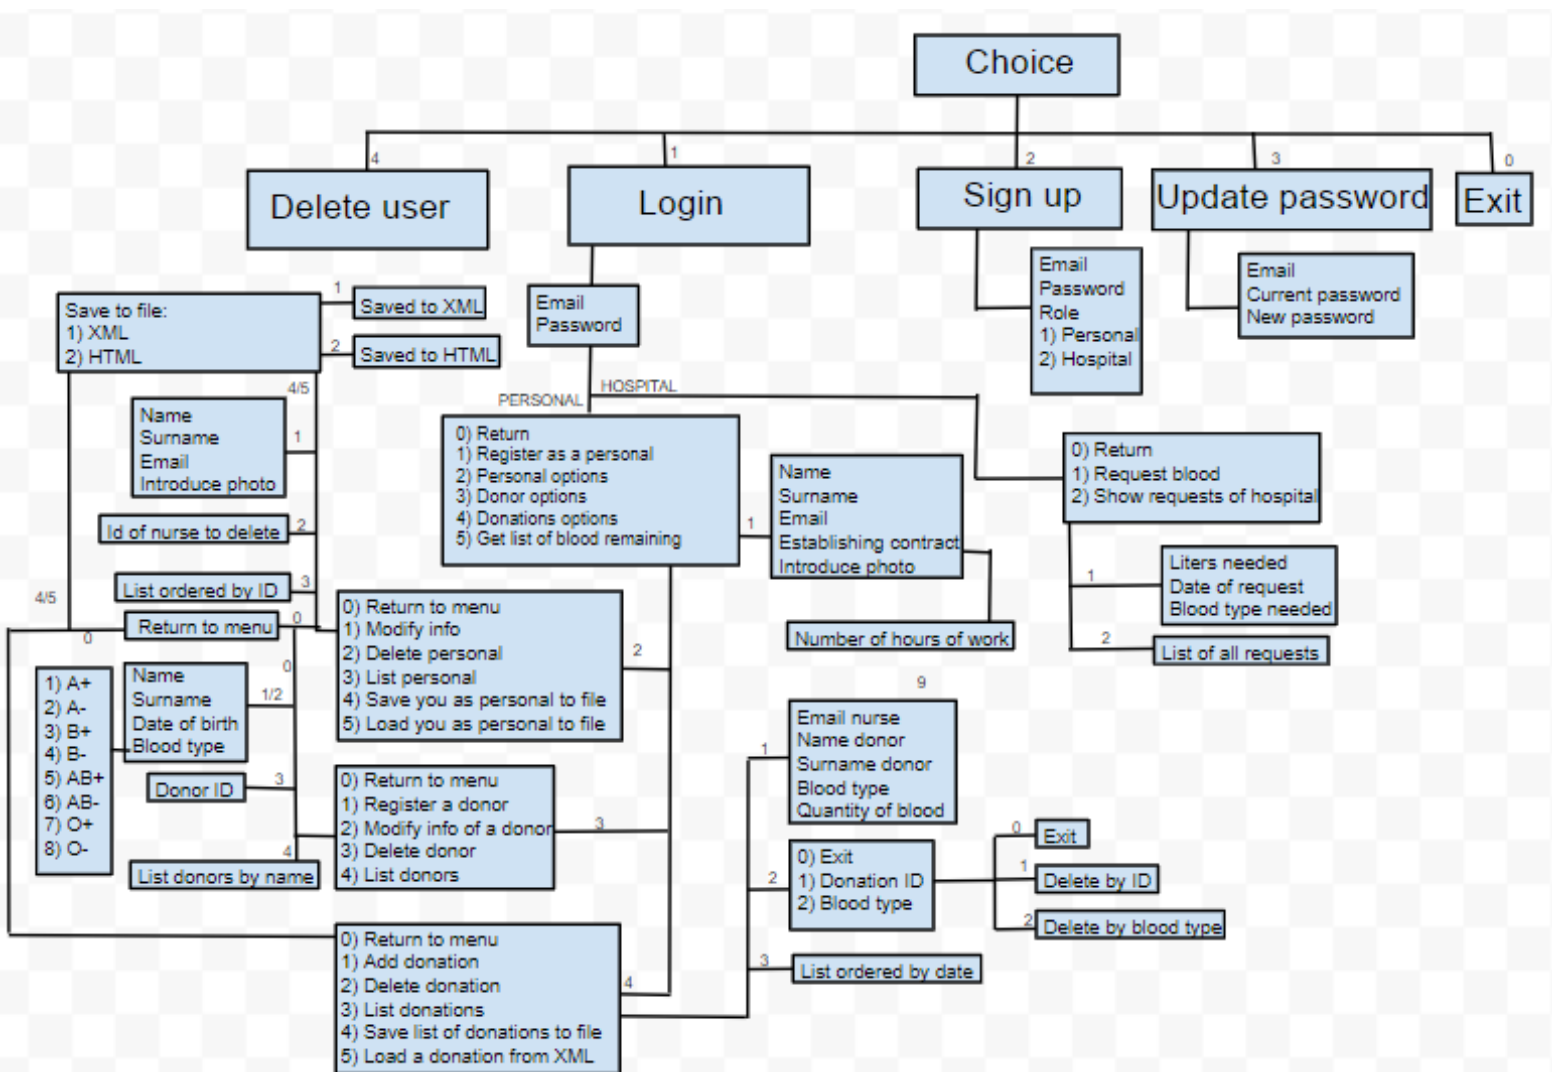 Choice
4
1
2
3
0
Delete user
Login
Sign up
Update password
Exit
Email
Password
Role
1) Personal
2) Hospital
Email
Current password
New password
Email
Password
Save to file:
1) XML
2) HTML
1
Saved to XML
2
Saved to HTML
4/5
HOSPITAL
PERSONAL
Name
Surname
Email
Introduce photo
1
0) Return
1) Register as a personal
2) Personal options
3) Donor options
4) Donations options
5) Get list of blood remaining
1
Name
Surname
Email
Establishing contract
Introduce photo
0) Return
1) Request blood
2) Show requests of hospital
Id of nurse to delete
2
List ordered by ID
3
4/5
Return to menu
0
0
0) Return to menu
1) Modify info
2) Delete personal
3) List personal
4) Save you as personal to file
5) Load you as personal to file
2
Number of hours of work
1
Liters needed
Date of request
Blood type needed
2
List of all requests
1) A+
2) A-
3) B+
4) B-
5) AB+
6) AB-
7) O+
8) O-
Name
Surname
Date of birth
Blood type
0
1/2
Donor ID
3
4
List donors by name
0) Return to menu
1) Register a donor
2) Modify info of a donor
3) Delete donor
4) List donors
3
9
1
Email nurse
Name donor
Surname donor
Blood type
Quantity of blood
2
0) Exit
1) Donation ID
2) Blood type
0
Exit
1
Delete by ID
2
Delete by blood type
3
List ordered by date
0) Return to menu
1) Add donation
2) Delete donation
3) List donations
4) Save list of donations to file
5) Load a donation from XML
4